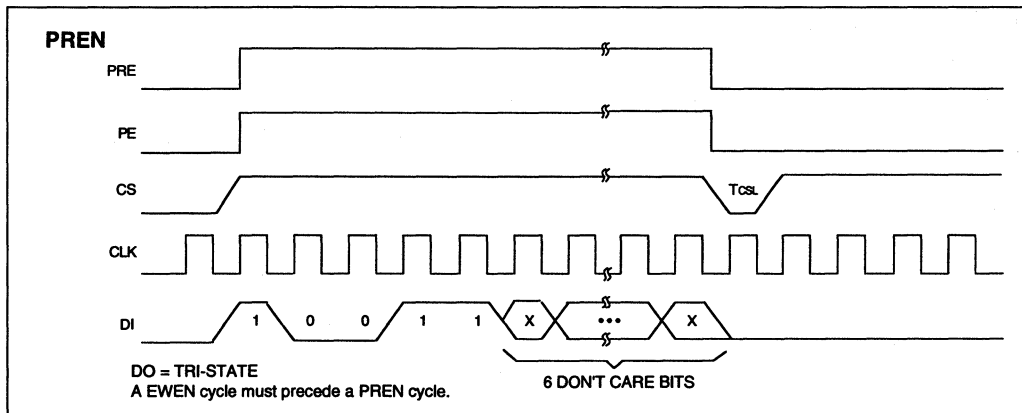 PREN
PRE
PE
CS
TCSL
CLK
DI
1 0 0 1 1 X ••• X
DO = TRI-STATE
A EWEN cycle must precede a PREN cycle.
6 DON'T CARE BITS